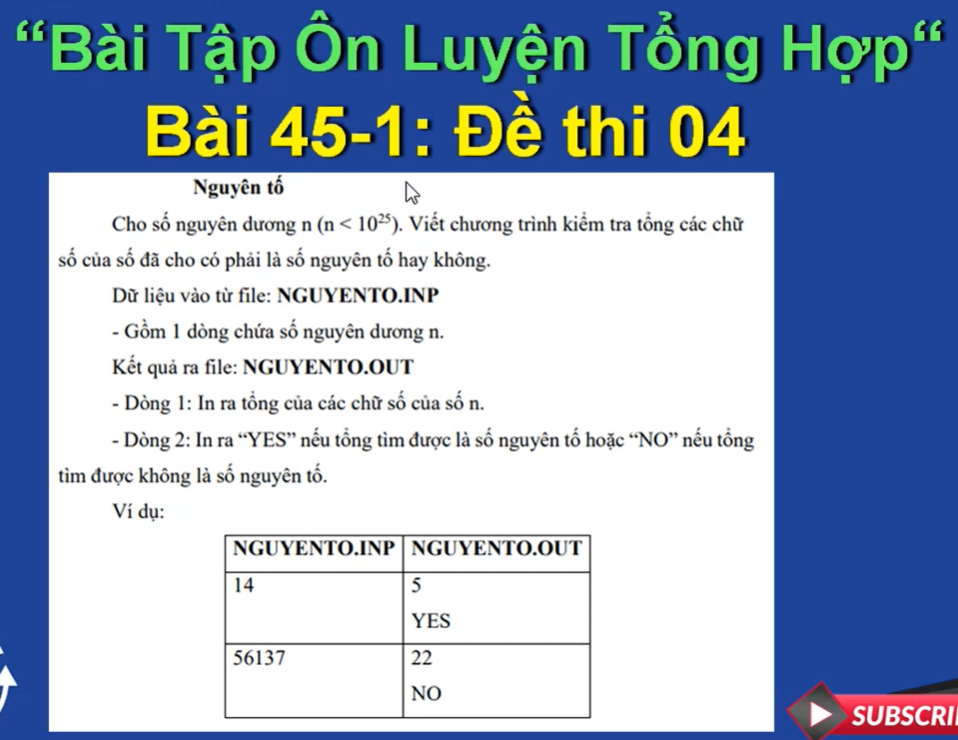 “Bài Tập Ôn Luyện Tổng Hợp“
Bài 45-1: Đề thi 04
Nguyên tố
Cho số nguyên dương n (n < 10²⁵). Viết chương trình kiểm tra tổng các chữ
số của số đã cho có phải là số nguyên tố hay không.
Dữ liệu vào từ file: NGUYENTO.INP
- Gồm 1 dòng chứa số nguyên dương n.
Kết quả ra file: NGUYENTO.OUT
- Dòng 1: In ra tổng của các chữ số của số n.
- Dòng 2: In ra “YES” nếu tổng tìm được là số nguyên tố hoặc “NO” nếu tổng
tìm được không là số nguyên tố.
Ví dụ:
NGUYENTO.INP NGUYENTO.OUT
14 5
YES
56137 22
NO
SUBSCRI